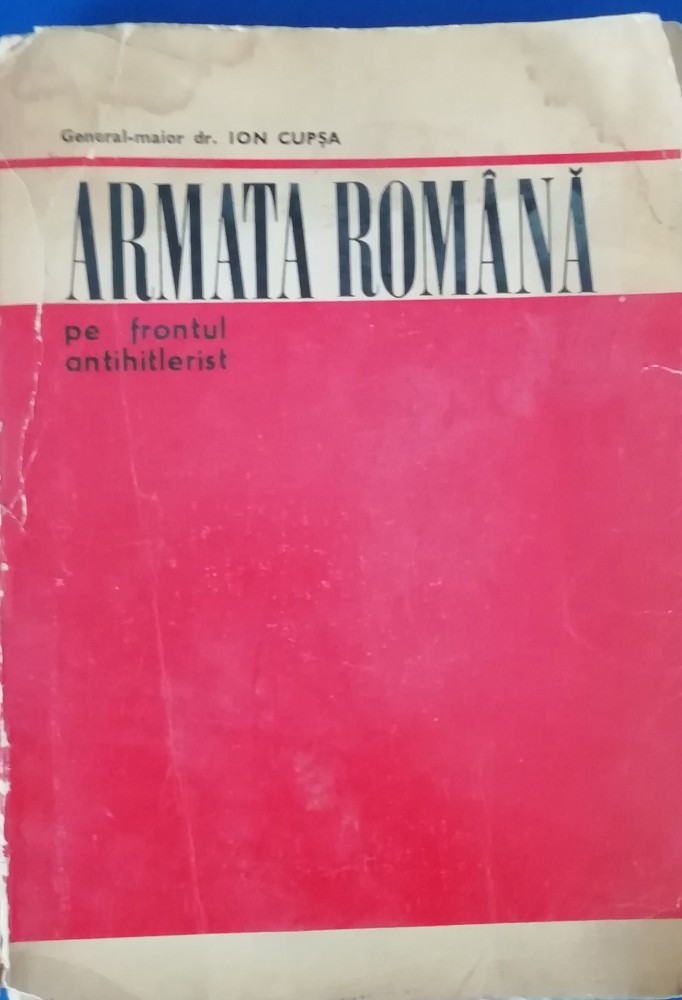 General-maior dr. ION CUPȘA
ARMATA ROMÂNĂ
pe frontul
antihitlerist